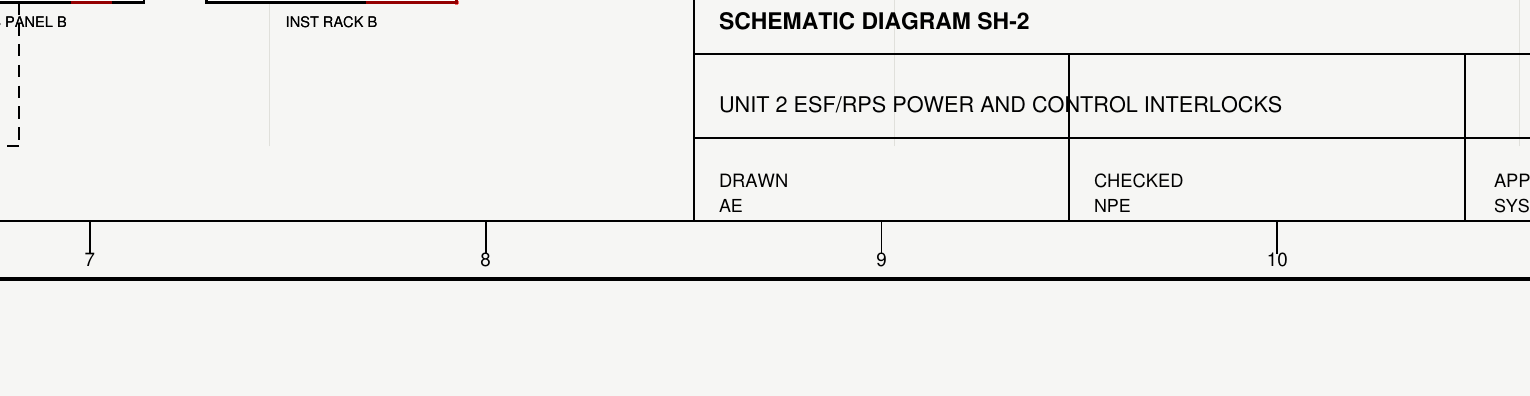 PANEL B
INST RACK B
SCHEMATIC DIAGRAM SH-2
UNIT 2 ESF/RPS POWER AND CONTROL INTERLOCKS
DRAWN
AE
CHECKED
NPE
APP
SYS
7
8
9
10